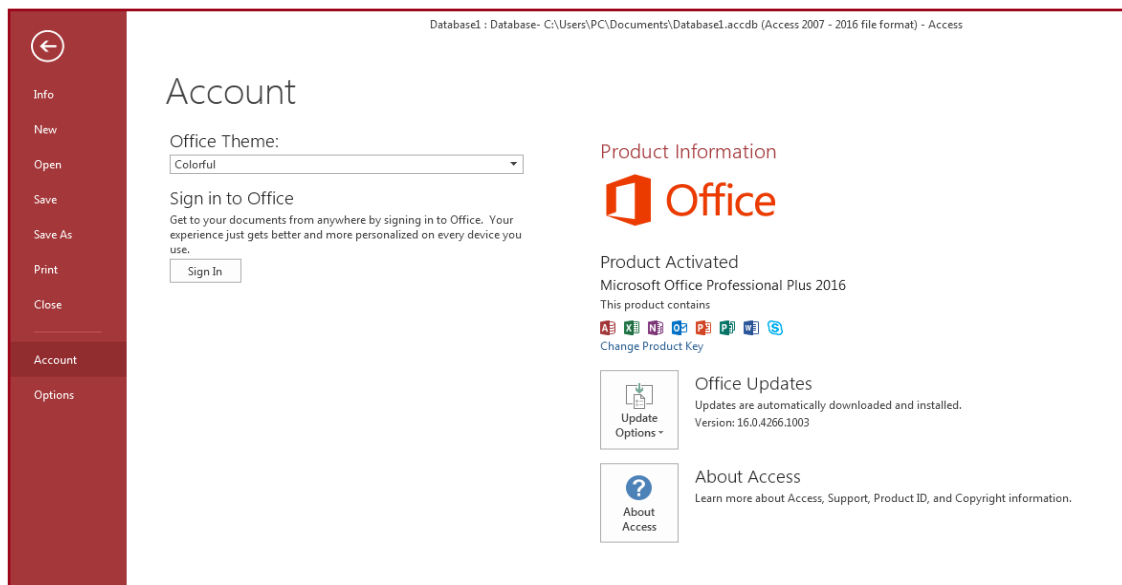 Database1 : Database- C:\Users\PC\Documents\Database1.accdb (Access 2007 - 2016 file format) - Access
Info
New
Open
Save
Save As
Print
Close
Account
Options
Account
Office Theme:
Colorful
Sign in to Office
Get to your documents from anywhere by signing in to Office. Your
experience just gets better and more personalized on every device you
use.
Sign In
Product Information
Office
Product Activated
Microsoft Office Professional Plus 2016
This product contains
Change Product Key
Update
Options
Office Updates
Updates are automatically downloaded and installed.
Version: 16.0.4266.1003
About
Access
About Access
Learn more about Access, Support, Product ID, and Copyright information.